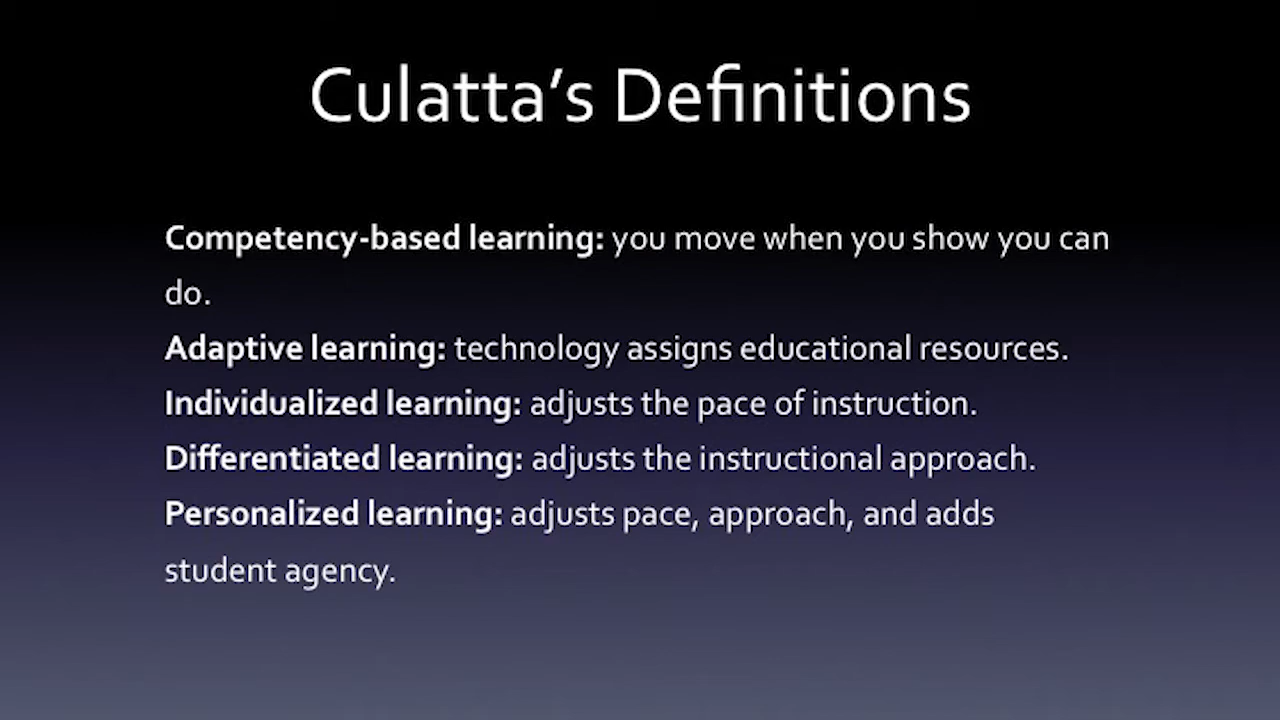 Culatta’s Definitions
Competency-based learning: you move when you show you can
do.
Adaptive learning: technology assigns educational resources.
Individualized learning: adjusts the pace of instruction.
Differentiated learning: adjusts the instructional approach.
Personalized learning: adjusts pace, approach, and adds
student agency.